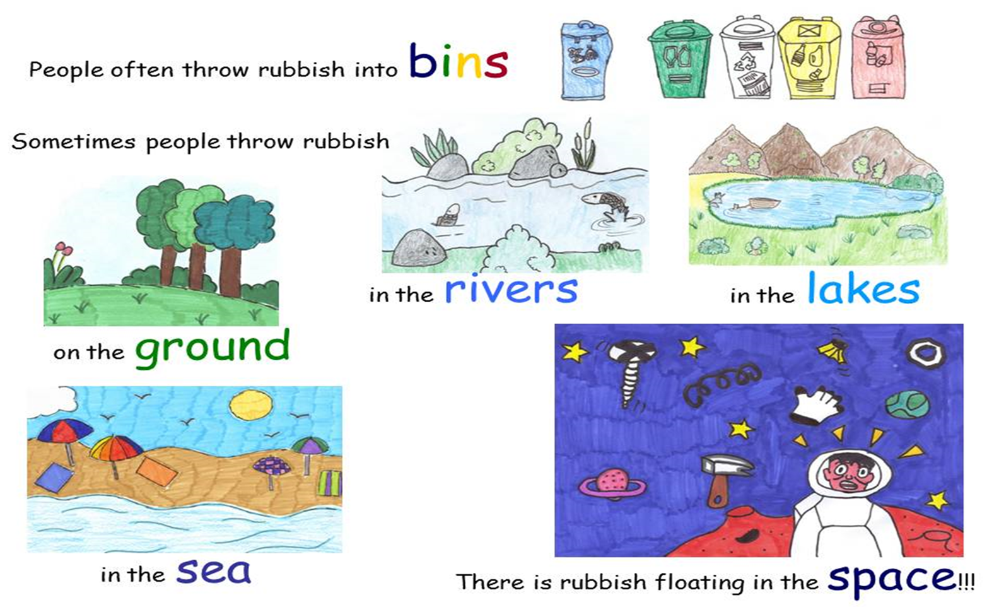 People often throw rubbish into bins
Sometimes people throw rubbish
in the rivers
in the lakes
on the ground
in the sea
There is rubbish floating in the space!!!